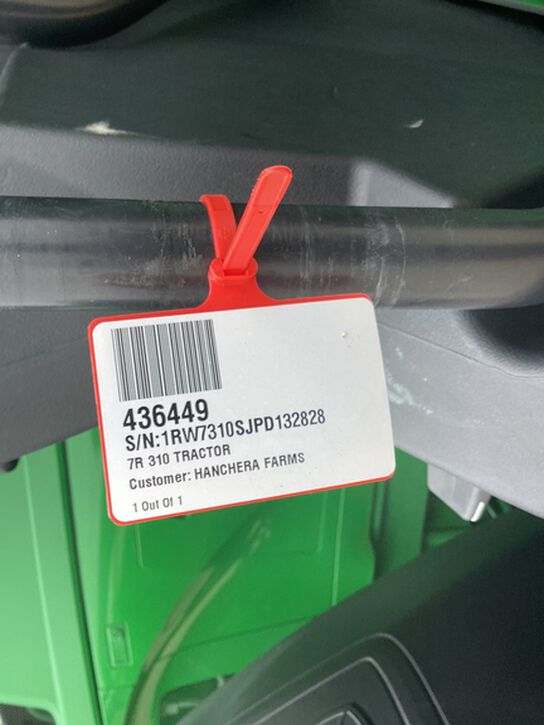 436449
S/N:1RW7310SJPD132828
7R 310 TRACTOR
Customer: HANCHERA FARMS
1 Out Of 1